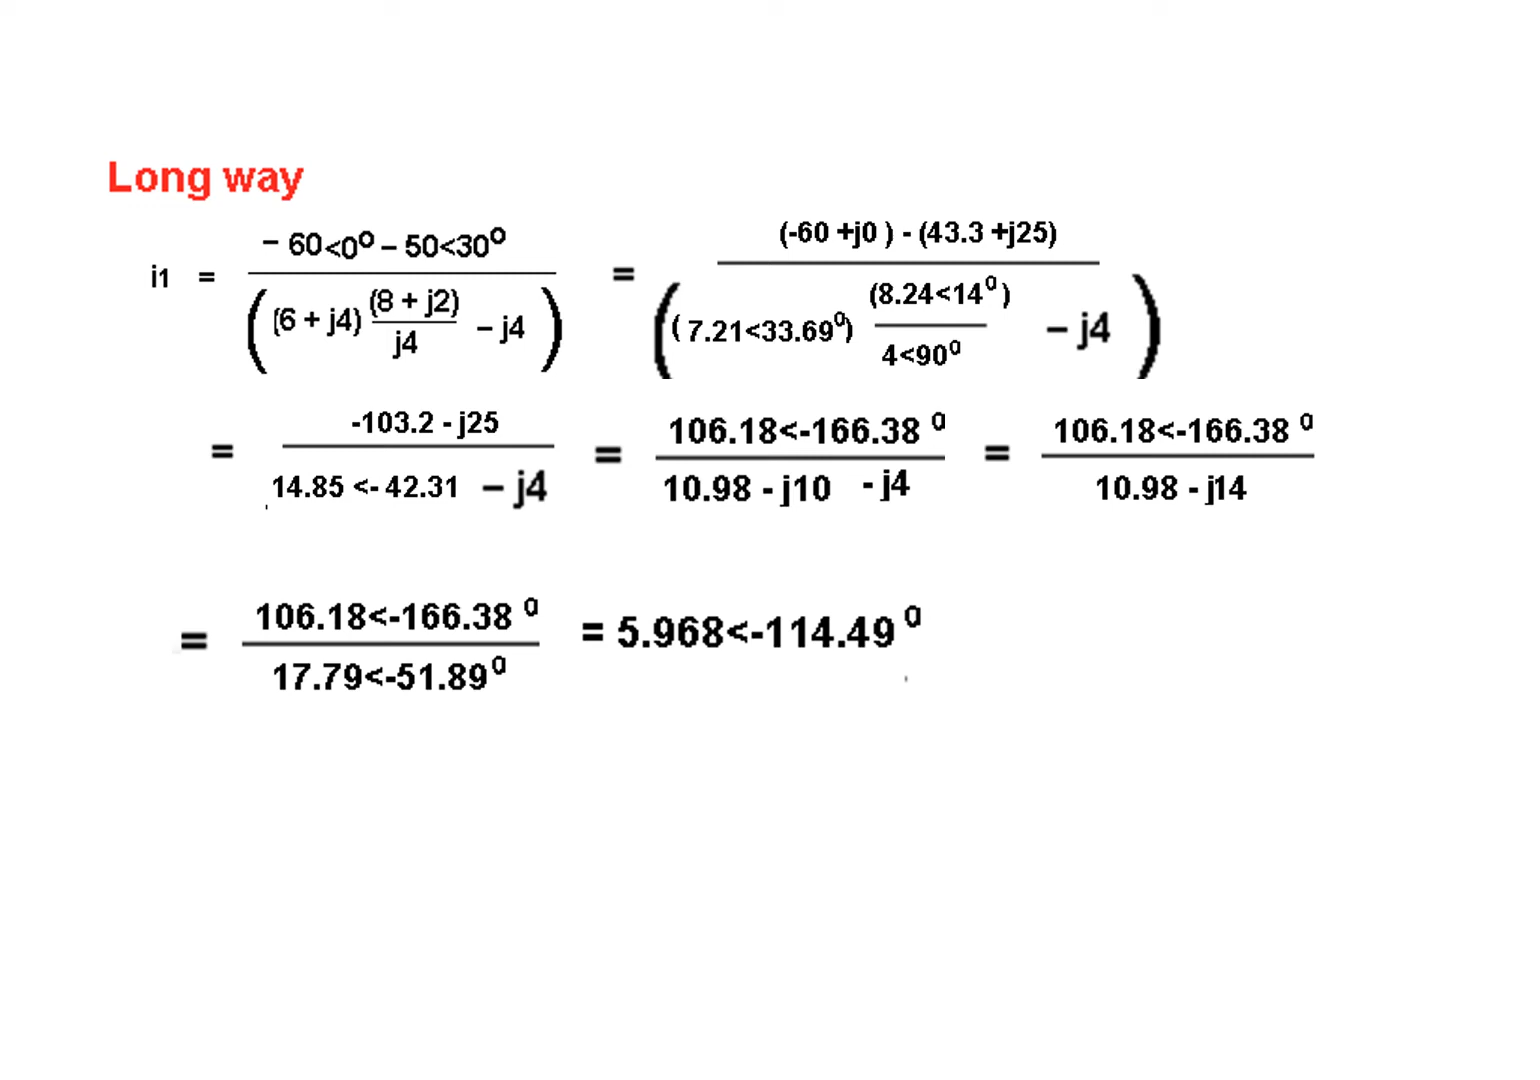 Long way
i1 = − 60<0⁰ − 50<30⁰ / ( (6 + j4) (8 + j2) / j4 − j4 ) = (-60 +j0 ) - (43.3 +j25) / ( ( 7.21<33.69⁰) (8.24<14⁰ ) / 4<90⁰ − j4 )
= -103.2 - j25 / 14.85 <- 42.31 − j4 = 106.18<-166.38 ⁰ / 10.98 - j10 - j4 = 106.18<-166.38 ⁰ / 10.98 - j14
= 106.18<-166.38 ⁰ / 17.79<-51.89⁰ = 5.968<-114.49 ⁰